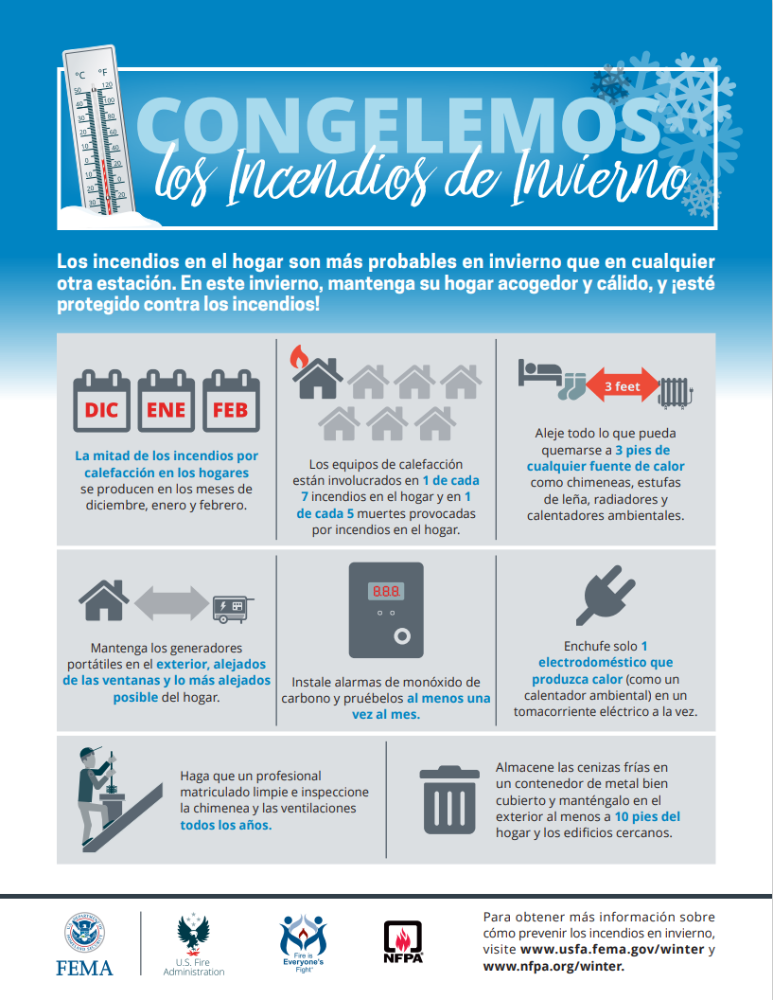 °C °F
50 120
40 100
30 80
20 60
10 40
0 20
10 0
20 20
30
CONGELEMOS
los Incendios de Invierno
Los incendios en el hogar son más probables en invierno que en cualquier
otra estación. En este invierno, mantenga su hogar acogedor y cálido, y ¡esté
protegido contra los incendios!
DIC ENE FEB
La mitad de los incendios por
calefacción en los hogares
se producen en los meses de
diciembre, enero y febrero.
Los equipos de calefacción
están involucrados en 1 de cada
7 incendios en el hogar y en 1
de cada 5 muertes provocadas
por incendios en el hogar.
3 feet
Aleje todo lo que pueda
quemarse a 3 pies de
cualquier fuente de calor
como chimeneas, estufas
de leña, radiadores y
calentadores ambientales.
Mantenga los generadores
portátiles en el exterior, alejados
de las ventanas y lo más alejados
posible del hogar.
8.8.8.
Instale alarmas de monóxido de
carbono y pruébelos al menos una
vez al mes.
Enchufe solo 1
electrodoméstico que
produzca calor (como un
calentador ambiental) en un
tomacorriente eléctrico a la vez.
Haga que un profesional
matriculado limpie e inspeccione
la chimenea y las ventilaciones
todos los años.
Almacene las cenizas frías en
un contenedor de metal bien
cubierto y manténgalo en el
exterior al menos a 10 pies del
hogar y los edificios cercanos.
U.S. DEPARTMENT OF HOMELAND SECURITY
FEMA
U.S. Fire
Administration
Fire is
Everyone's
Fight®
NFPA®
Para obtener más información sobre
cómo prevenir los incendios en invierno,
visite www.usfa.fema.gov/winter y
www.nfpa.org/winter.